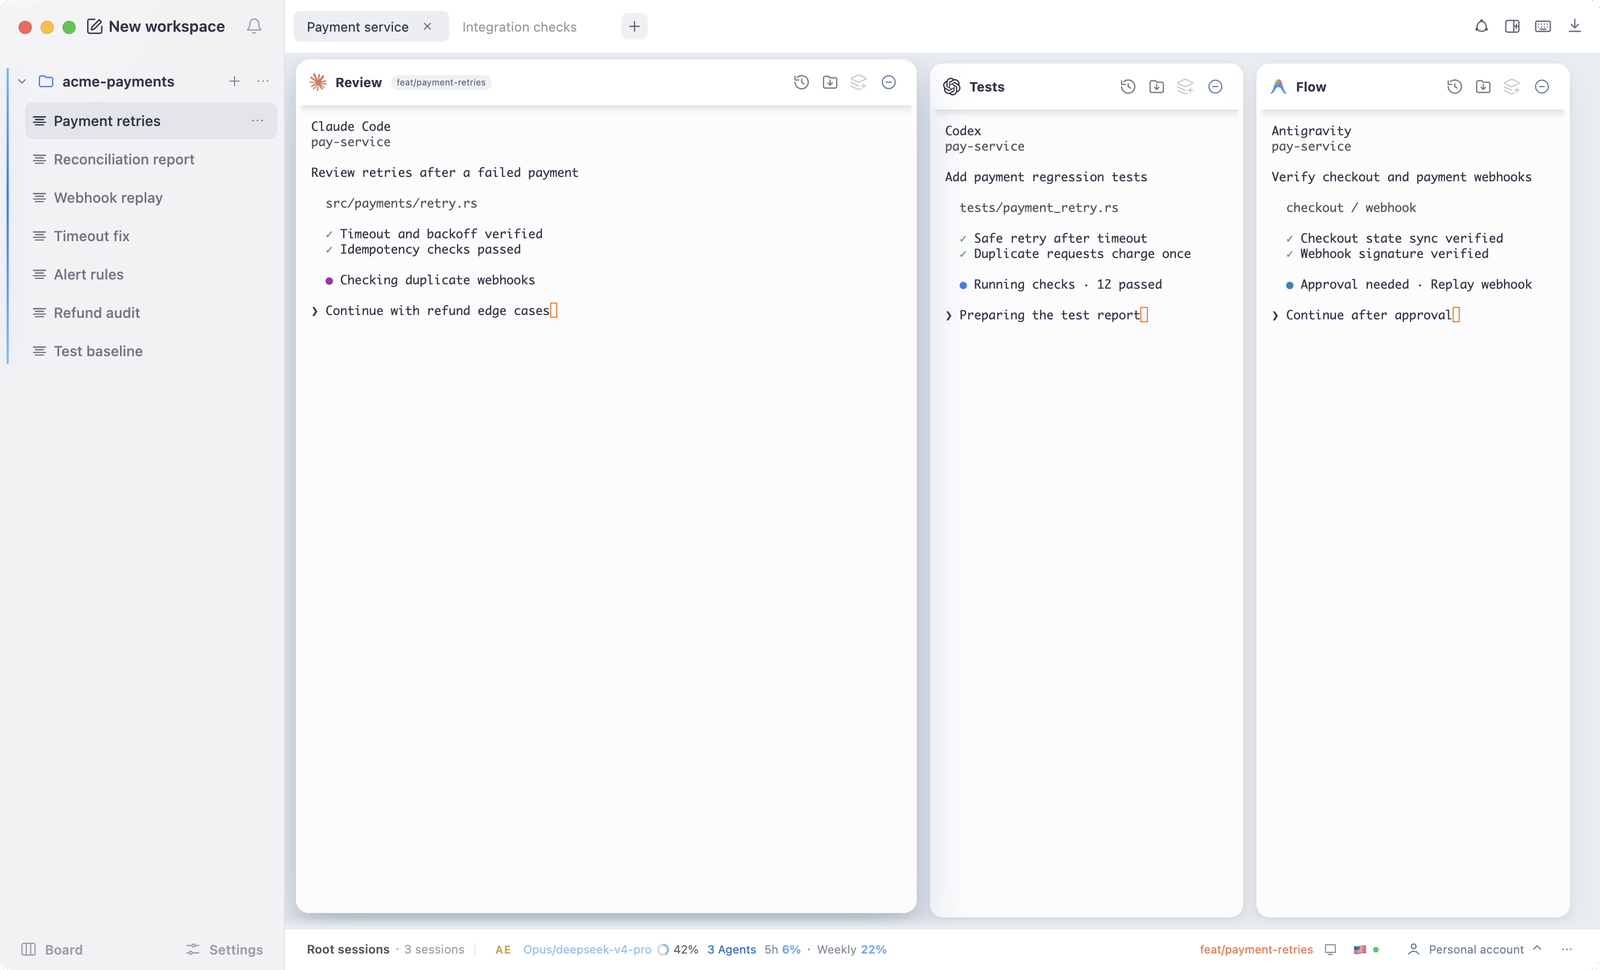 New workspace
Payment service
Integration checks
acme-payments
Payment retries
Reconciliation report
Webhook replay
Timeout fix
Alert rules
Refund audit
Test baseline
Board
Settings
Review
feat/payment-retries
Claude Code
pay-service
Review retries after a failed payment
src/payments/retry.rs
✓ Timeout and backoff verified
✓ Idempotency checks passed
● Checking duplicate webhooks
❯ Continue with refund edge cases
Tests
Codex
pay-service
Add payment regression tests
tests/payment_retry.rs
✓ Safe retry after timeout
✓ Duplicate requests charge once
● Running checks · 12 passed
❯ Preparing the test report
Flow
Antigravity
pay-service
Verify checkout and payment webhooks
checkout / webhook
✓ Checkout state sync verified
✓ Webhook signature verified
● Approval needed · Replay webhook
❯ Continue after approval
Root sessions · 3 sessions AE Opus/deepseek-v4-pro 42% 3 Agents 5h 6% · Weekly 22% feat/payment-retries Personal account